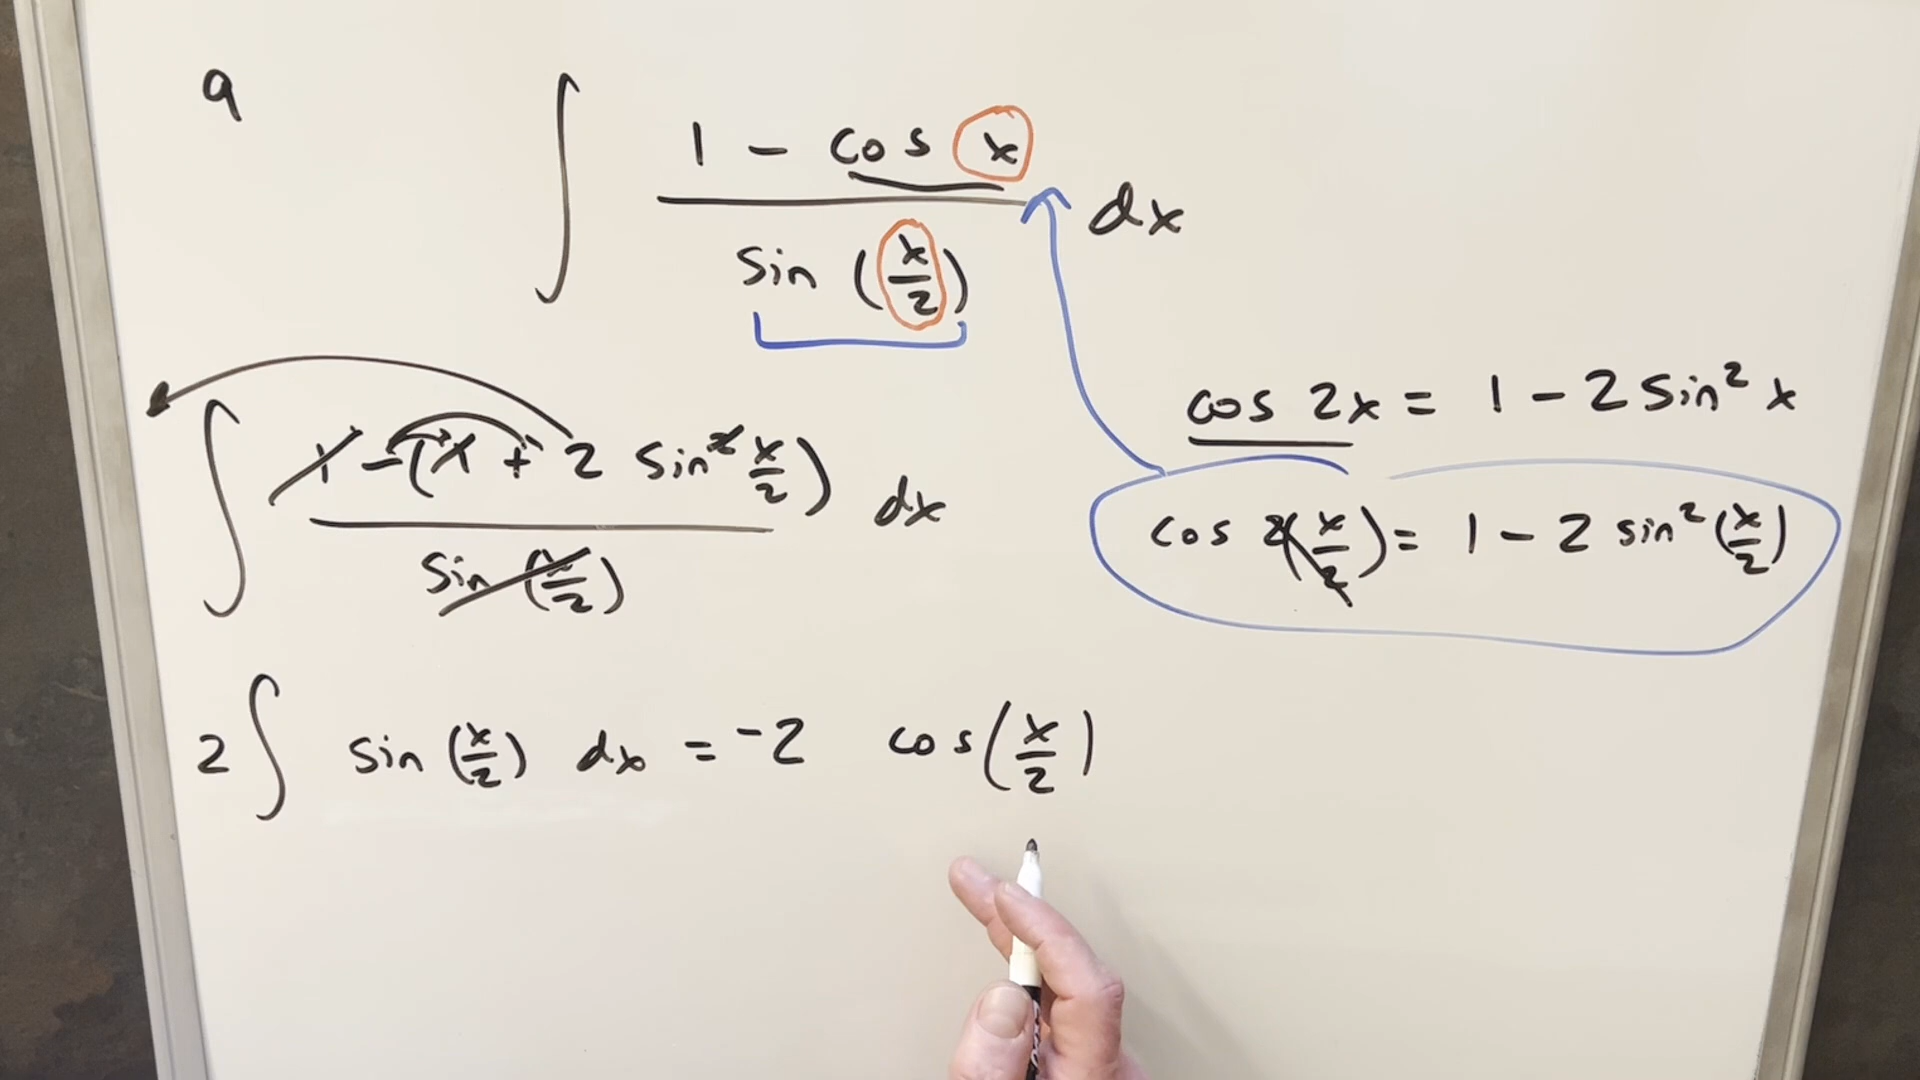 9
∫ (1 - cos x) / sin (x/2) dx
cos 2x = 1 - 2 sin² x
∫ (1 - (1 + 2 sin² x/2)) / sin (x/2) dx
cos 2(x/2) = 1 - 2 sin² (x/2)
2 ∫ sin (x/2) dx = -2 cos (x/2)